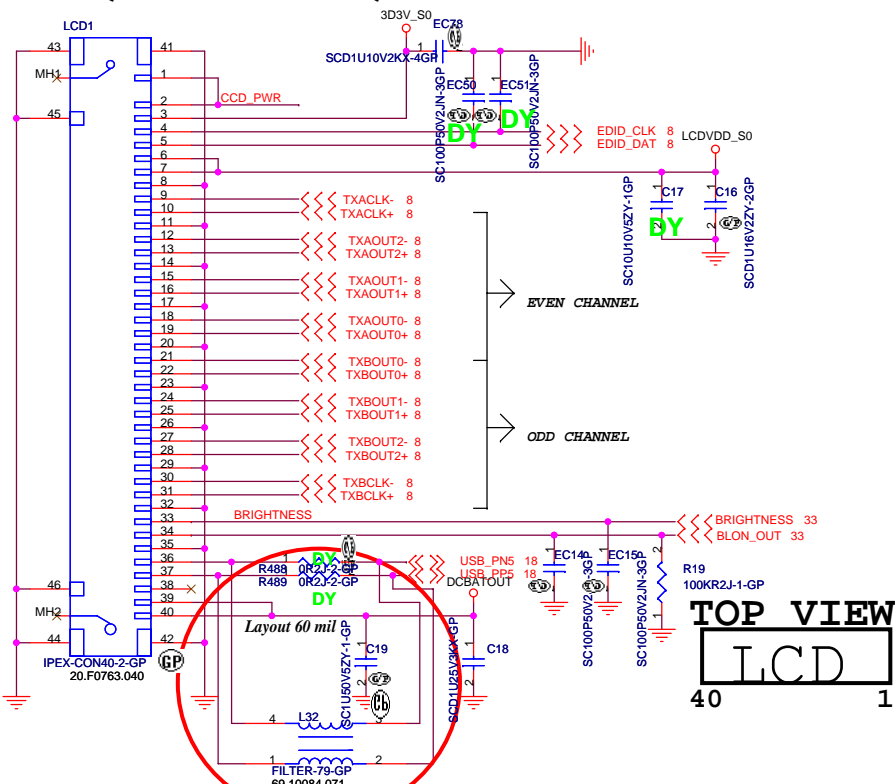 LCD1
3D3V_S0
EC78
SCD1U10V2KX-4GP
43
41
MH1
1
2
CCD_PWR
45
3
4
5
6
7
8
9
10
11
12
13
14
15
16
17
18
19
20
21
22
23
24
25
26
27
28
29
30
31
32
33
34
35
36
37
38
39
40
46
MH2
44
42
IPEX-CON40-2-GP
20.F0763.040
GP
EC50
EC51
SC100P50V2JN-3GP
SC100P50V2JN-3GP
DY
DY
EDID_CLK 8
EDID_DAT 8
LCDVDD_S0
C17
C16
SC10U10V5ZY-1GP
SCD1U16V2ZY-2GP
DY
TXACLK- 8
TXACLK+ 8
TXAOUT2- 8
TXAOUT2+ 8
TXAOUT1- 8
TXAOUT1+ 8
TXAOUT0- 8
TXAOUT0+ 8
EVEN CHANNEL
TXBOUT0- 8
TXBOUT0+ 8
TXBOUT1- 8
TXBOUT1+ 8
TXBOUT2- 8
TXBOUT2+ 8
ODD CHANNEL
TXBCLK- 8
TXBCLK+ 8
BRIGHTNESS
BRIGHTNESS 33
BLON_OUT 33
R488 0R2J-2-GP
R489 0R2J-2-GP
DY
DY
USB_PN5 18
USB_PP5 18
DCBATOUT
EC14
EC15
SC100P50V2JN-3GP
SC100P50V2JN-3GP
R19
100KR2J-1-GP
Layout 60 mil
C19
SC1U50V5ZY-1-GP
C18
SCD1U25V3KX-GP
4
L32
3
1
2
FILTER-79-GP
69.10084.071
TOP VIEW
LCD
40
1